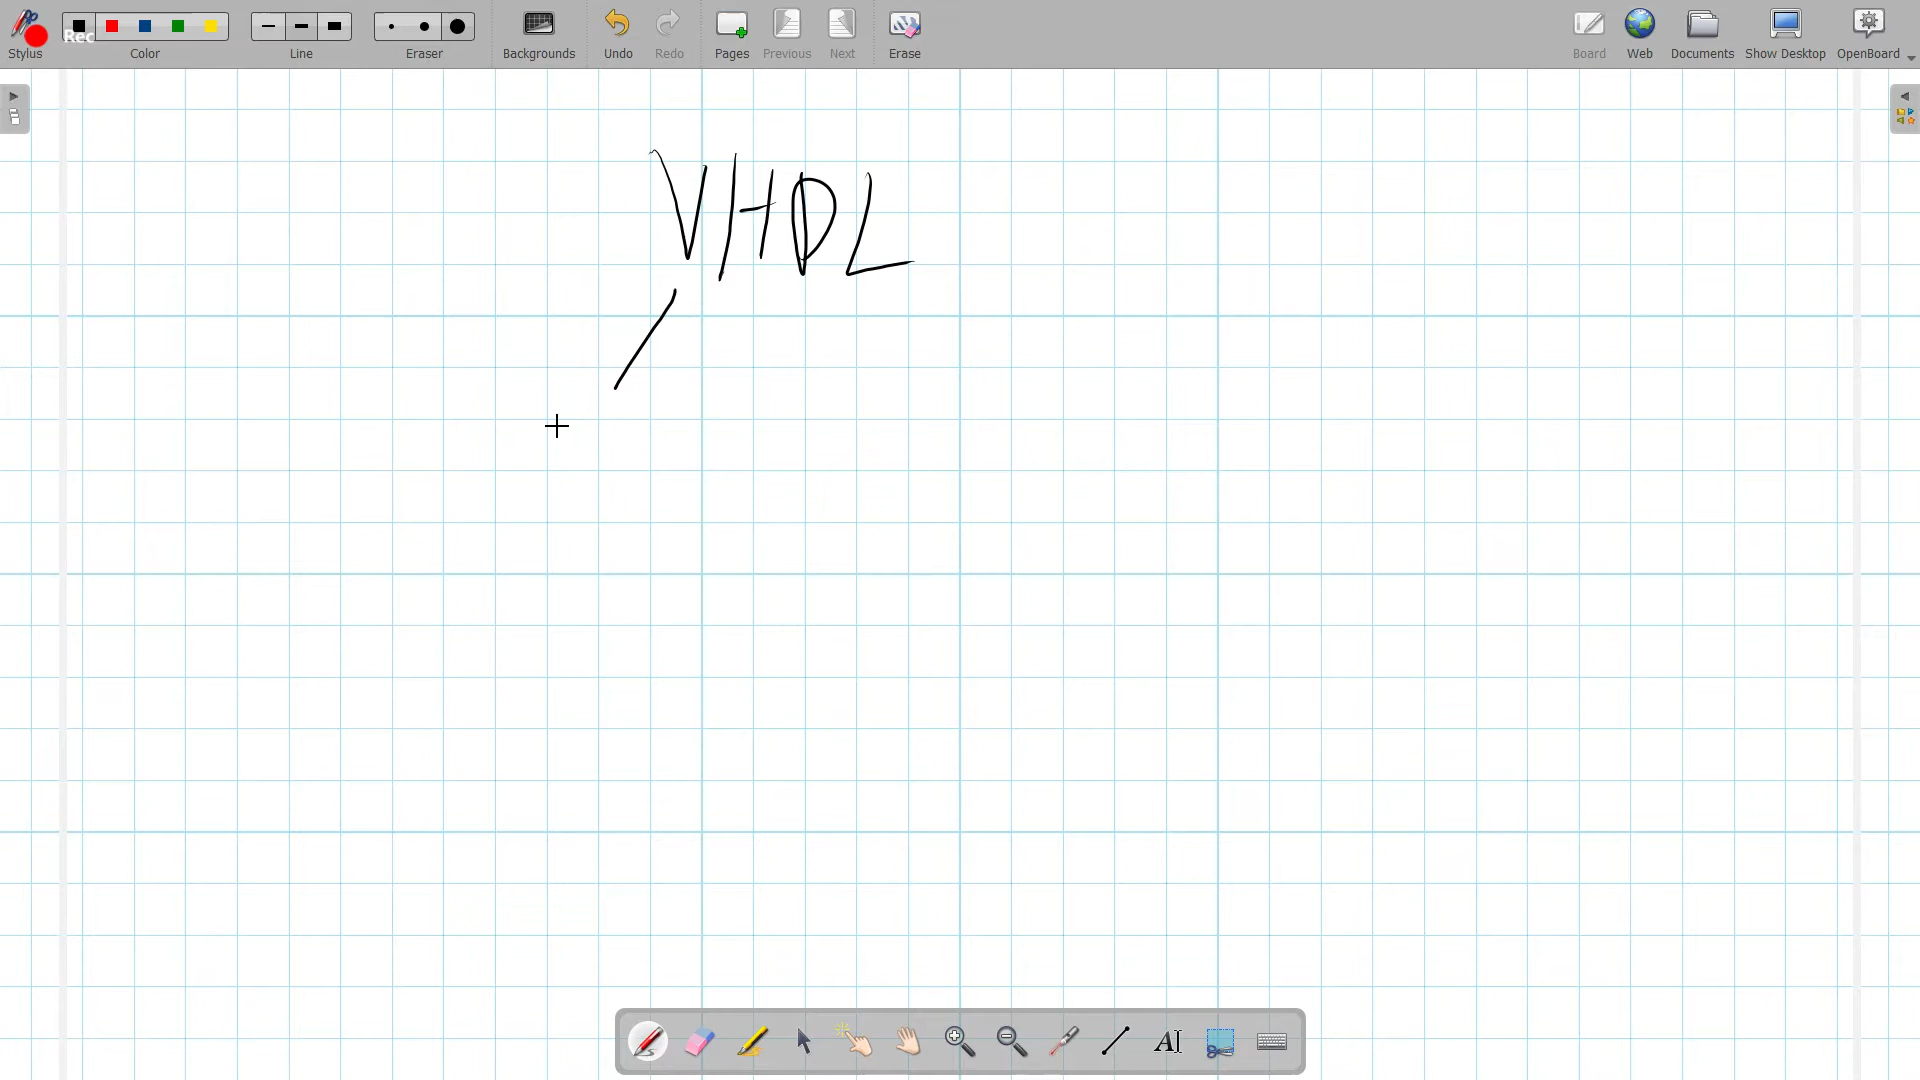 Rec
Stylus Color Line Eraser Backgrounds Undo Redo Pages Previous Next Erase Board Web Documents Show Desktop OpenBoard
VHDL
A